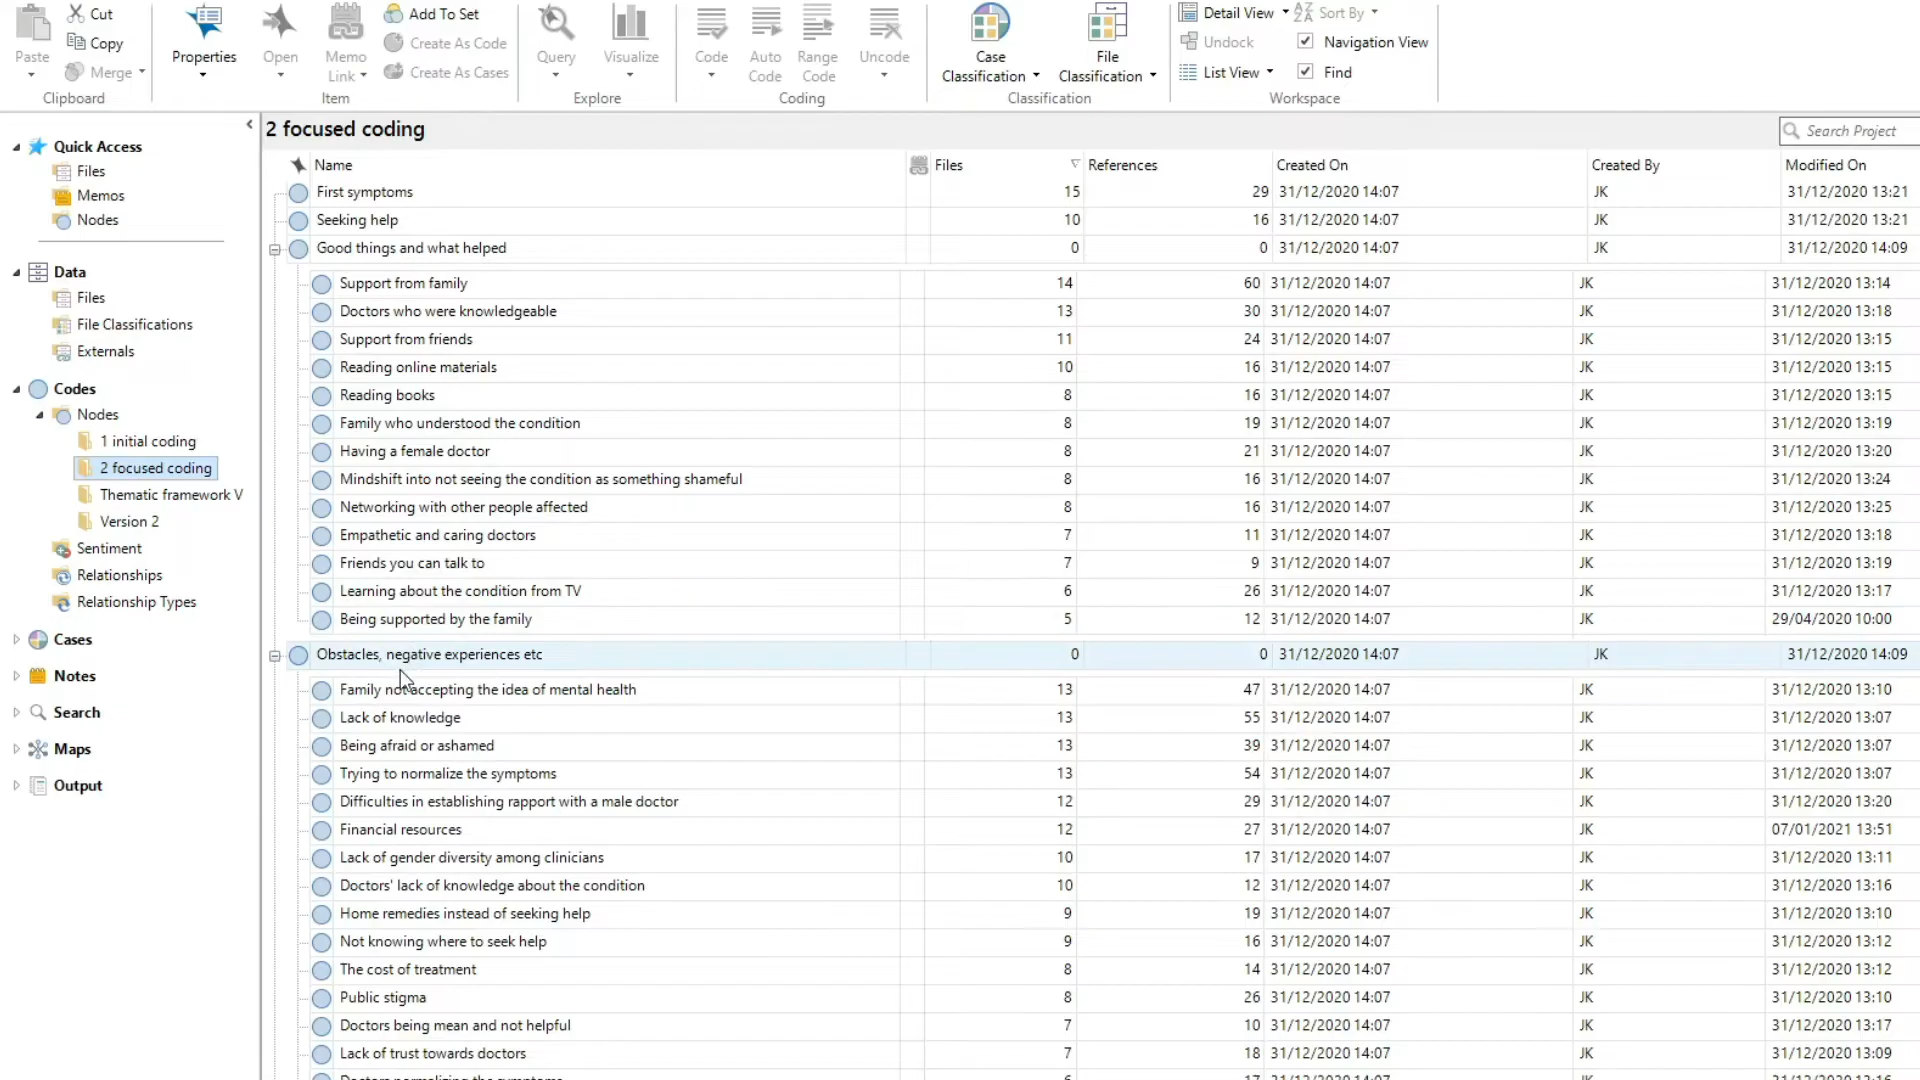 Paste
Cut
Copy
Merge
Clipboard
Properties
Open
Memo
Link
Add To Set
Create As Code
Create As Cases
Item
Query
Visualize
Explore
Code
Auto
Code
Range
Code
Uncode
Coding
Case
Classification
File
Classification
Classification
Detail View
Sort By
Undock
Navigation View
List View
Find
Workspace
Quick Access
Files
Memos
Nodes
Data
Files
File Classifications
Externals
Codes
Nodes
1 initial coding
2 focused coding
Thematic framework V
Version 2
Sentiment
Relationships
Relationship Types
Cases
Notes
Search
Maps
Output
2 focused coding
Search Project
Name Files References Created On Created By Modified On
First symptoms 15 29 31/12/2020 14:07 JK 31/12/2020 13:21
Seeking help 10 16 31/12/2020 14:07 JK 31/12/2020 13:21
Good things and what helped 0 0 31/12/2020 14:07 JK 31/12/2020 14:09
Support from family 14 60 31/12/2020 14:07 JK 31/12/2020 13:14
Doctors who were knowledgeable 13 30 31/12/2020 14:07 JK 31/12/2020 13:18
Support from friends 11 24 31/12/2020 14:07 JK 31/12/2020 13:15
Reading online materials 10 16 31/12/2020 14:07 JK 31/12/2020 13:15
Reading books 8 16 31/12/2020 14:07 JK 31/12/2020 13:15
Family who understood the condition 8 19 31/12/2020 14:07 JK 31/12/2020 13:19
Having a female doctor 8 21 31/12/2020 14:07 JK 31/12/2020 13:20
Mindshift into not seeing the condition as something shameful 8 16 31/12/2020 14:07 JK 31/12/2020 13:24
Networking with other people affected 8 16 31/12/2020 14:07 JK 31/12/2020 13:25
Empathetic and caring doctors 7 11 31/12/2020 14:07 JK 31/12/2020 13:18
Friends you can talk to 7 9 31/12/2020 14:07 JK 31/12/2020 13:19
Learning about the condition from TV 6 26 31/12/2020 14:07 JK 31/12/2020 13:17
Being supported by the family 5 12 31/12/2020 14:07 JK 29/04/2020 10:00
Obstacles, negative experiences etc 0 0 31/12/2020 14:07 JK 31/12/2020 14:09
Family not accepting the idea of mental health 13 47 31/12/2020 14:07 JK 31/12/2020 13:10
Lack of knowledge 13 55 31/12/2020 14:07 JK 31/12/2020 13:07
Being afraid or ashamed 13 39 31/12/2020 14:07 JK 31/12/2020 13:07
Trying to normalize the symptoms 13 54 31/12/2020 14:07 JK 31/12/2020 13:07
Difficulties in establishing rapport with a male doctor 12 29 31/12/2020 14:07 JK 31/12/2020 13:20
Financial resources 12 27 31/12/2020 14:07 JK 07/01/2021 13:51
Lack of gender diversity among clinicians 10 17 31/12/2020 14:07 JK 31/12/2020 13:11
Doctors' lack of knowledge about the condition 10 12 31/12/2020 14:07 JK 31/12/2020 13:16
Home remedies instead of seeking help 9 19 31/12/2020 14:07 JK 31/12/2020 13:10
Not knowing where to seek help 9 16 31/12/2020 14:07 JK 31/12/2020 13:12
The cost of treatment 8 14 31/12/2020 14:07 JK 31/12/2020 13:12
Public stigma 8 26 31/12/2020 14:07 JK 31/12/2020 13:10
Doctors being mean and not helpful 7 10 31/12/2020 14:07 JK 31/12/2020 13:17
Lack of trust towards doctors 7 18 31/12/2020 14:07 JK 31/12/2020 13:09